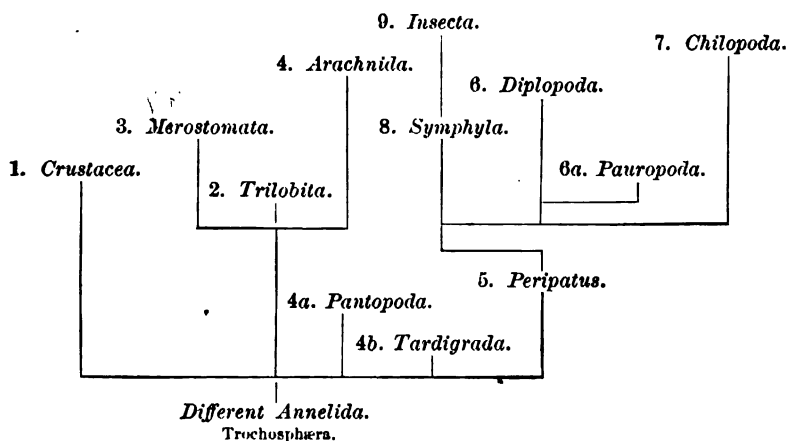 9. Insecta.
7. Chilopoda.
4. Arachnida.
6. Diplopoda.
3. Merostomata.
8. Symphyla.
1. Crustacea.
6a. Pauropoda.
2. Trilobita.
5. Peripatus.
4a. Pantopoda.
4b. Tardigrada.
Different Annelida.
Trochosphæra.